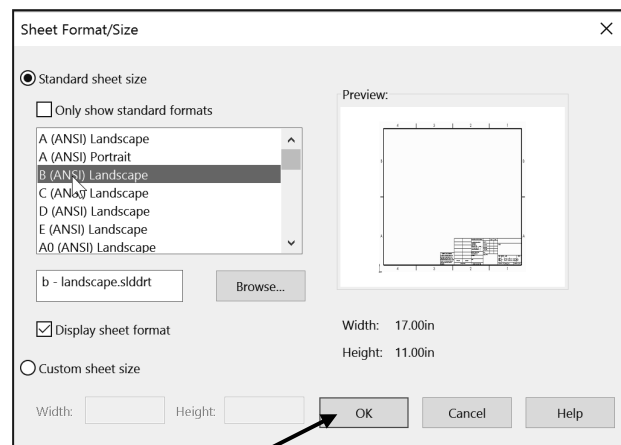 Sheet Format/Size
Standard sheet size
Only show standard formats
A (ANSI) Landscape
A (ANSI) Portrait
B (ANSI) Landscape
C (ANSI) Landscape
D (ANSI) Landscape
E (ANSI) Landscape
A0 (ANSI) Landscape
b - landscape.slddrt
Browse...
Display sheet format
Custom sheet size
Width:
Height:
Preview:
Width: 17.00in
Height: 11.00in
OK
Cancel
Help